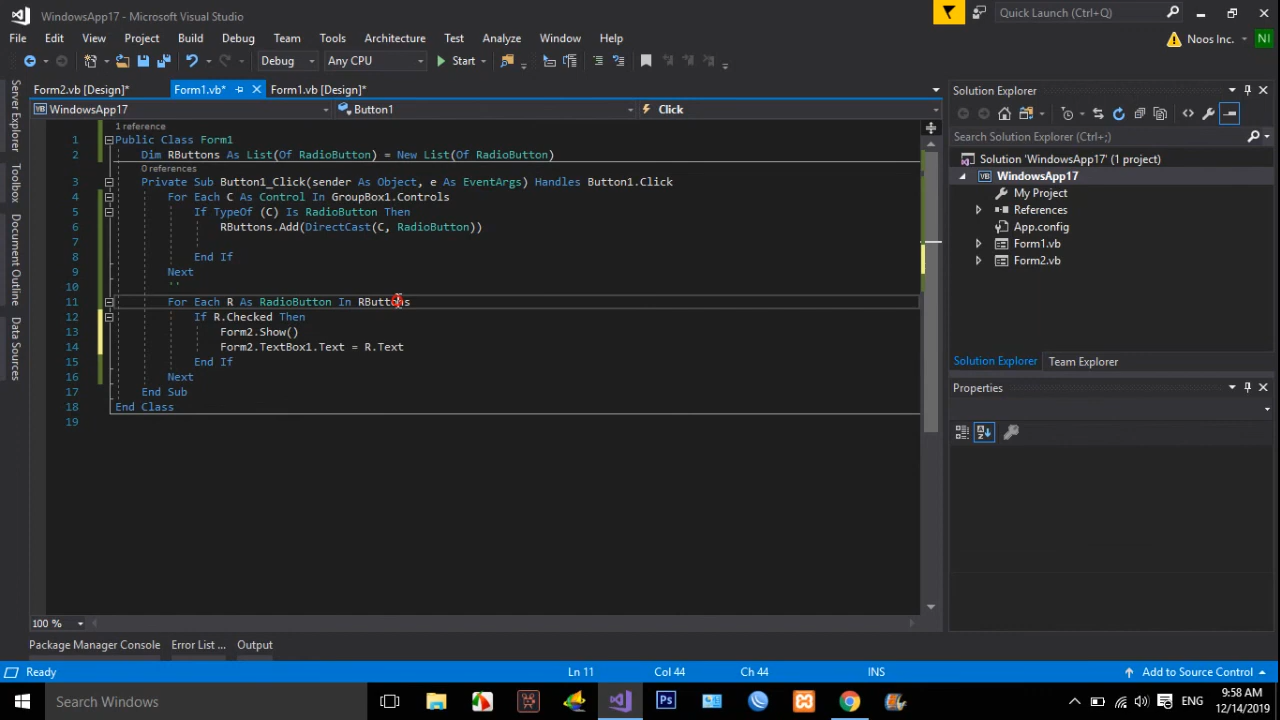 WindowsApp17 - Microsoft Visual Studio
Quick Launch (Ctrl+Q)
File Edit View Project Build Debug Team Tools Architecture Test Analyze Window Help
Noos Inc. NI
Debug Any CPU Start
Form2.vb [Design]* Form1.vb* Form1.vb [Design]*
WindowsApp17 Button1 Click
Server Explorer
Toolbox
Document Outline
Data Sources
1 reference
1 Public Class Form1
2 Dim RButtons As List(Of RadioButton) = New List(Of RadioButton)
0 references
3 Private Sub Button1_Click(sender As Object, e As EventArgs) Handles Button1.Click
4 For Each C As Control In GroupBox1.Controls
5 If TypeOf (C) Is RadioButton Then
6 RButtons.Add(DirectCast(C, RadioButton))
7
8 End If
9 Next
10 ''
11 For Each R As RadioButton In RButtons
12 If R.Checked Then
13 Form2.Show()
14 Form2.TextBox1.Text = R.Text
15 End If
16 Next
17 End Sub
18 End Class
19
100 %
Solution Explorer
Search Solution Explorer (Ctrl+;)
Solution 'WindowsApp17' (1 project)
VB WindowsApp17
My Project
References
App.config
Form1.vb
Form2.vb
Solution Explorer Team Explorer
Properties
Package Manager Console Error List ... Output
Ready Ln 11 Col 44 Ch 44 INS Add to Source Control
Search Windows
Ps
ENG
9:58 AM
12/14/2019